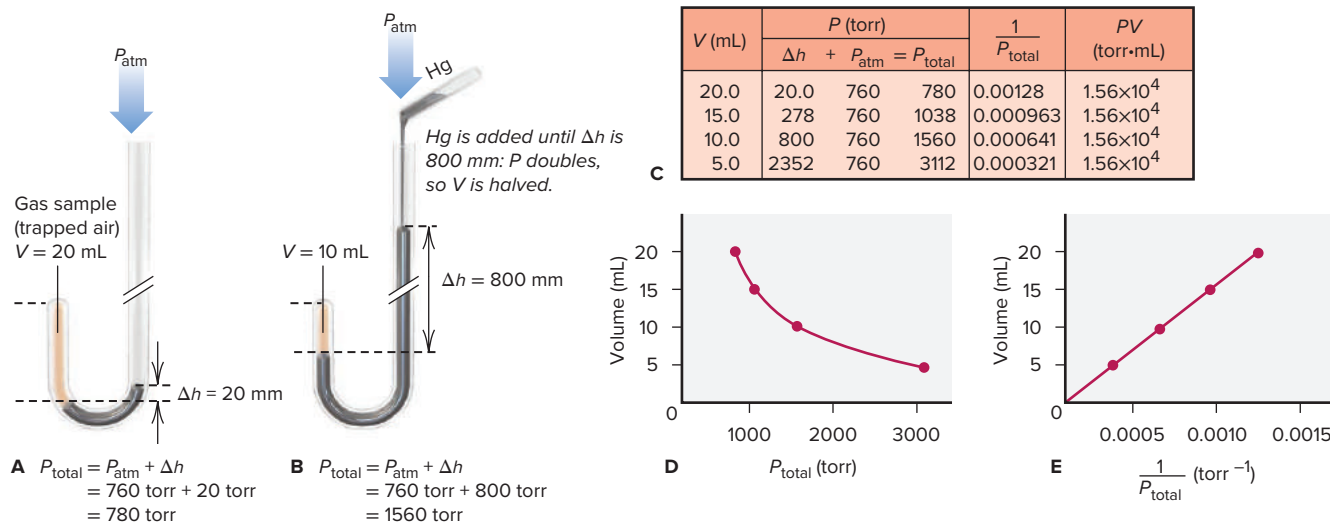 P_atm
Gas sample
(trapped air)
V = 20 mL
Δh = 20 mm
A P_total = P_atm + Δh
= 760 torr + 20 torr
= 780 torr
P_atm
Hg
Hg is added until Δh is
800 mm: P doubles,
so V is halved.
V = 10 mL
Δh = 800 mm
B P_total = P_atm + Δh
= 760 torr + 800 torr
= 1560 torr
V (mL) P (torr) 1/P_total PV (torr•mL)
Δh + P_atm = P_total
20.0 20.0 760 780 0.00128 1.56×10^4
15.0 278 760 1038 0.000963 1.56×10^4
10.0 800 760 1560 0.000641 1.56×10^4
5.0 2352 760 3112 0.000321 1.56×10^4
C
Volume (mL)
20
15
10
5
0
1000 2000 3000
D P_total (torr)
Volume (mL)
20
15
10
5
0
0.0005 0.0010 0.0015
E 1/P_total (torr⁻¹)